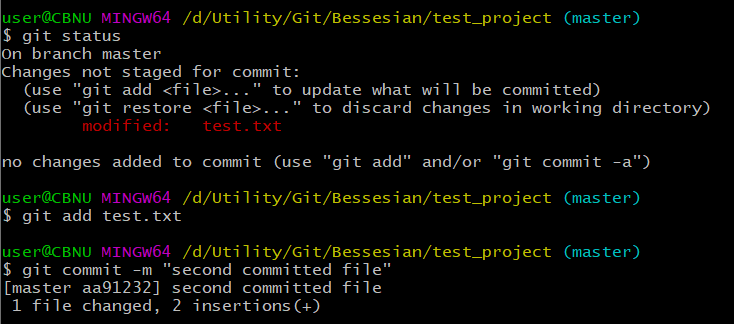 user@CBNU MINGW64 /d/Utility/Git/Bessesian/test_project (master)
$ git status
On branch master
Changes not staged for commit:
  (use "git add <file>..." to update what will be committed)
  (use "git restore <file>..." to discard changes in working directory)
        modified:   test.txt

no changes added to commit (use "git add" and/or "git commit -a")

user@CBNU MINGW64 /d/Utility/Git/Bessesian/test_project (master)
$ git add test.txt

user@CBNU MINGW64 /d/Utility/Git/Bessesian/test_project (master)
$ git commit -m "second committed file"
[master aa91232] second committed file
 1 file changed, 2 insertions(+)